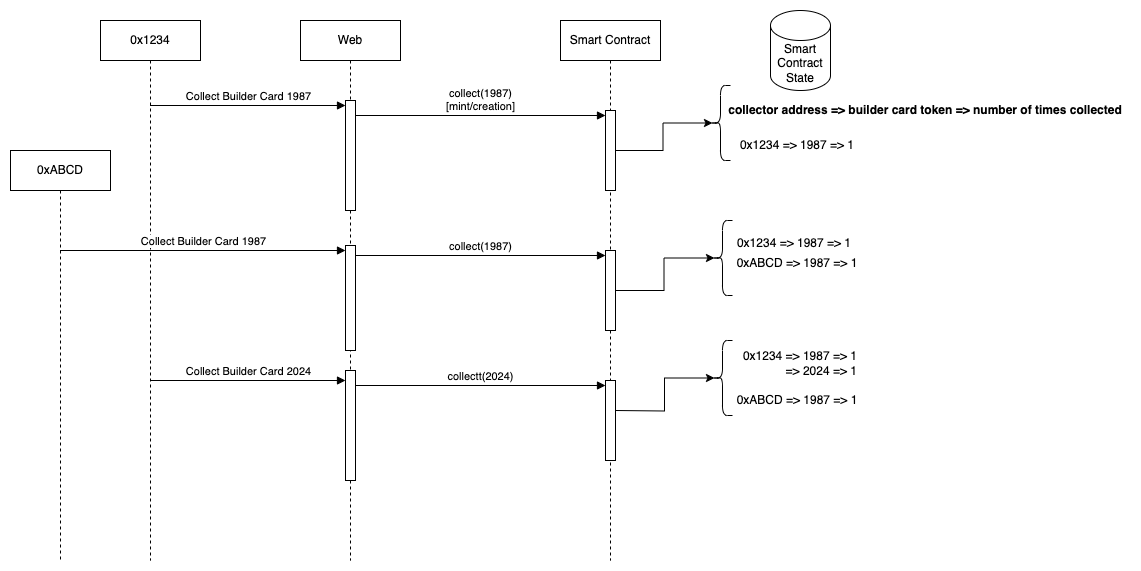 0x1234
Web
Smart Contract
Smart
Contract
State
Collect Builder Card 1987
collect(1987)
[mint/creation]
collector address => builder card token => number of times collected
0x1234 => 1987 => 1
0xABCD
Collect Builder Card 1987
collect(1987)
0x1234 => 1987 => 1
0xABCD => 1987 => 1
Collect Builder Card 2024
collectt(2024)
0x1234 => 1987 => 1
=> 2024 => 1
0xABCD => 1987 => 1